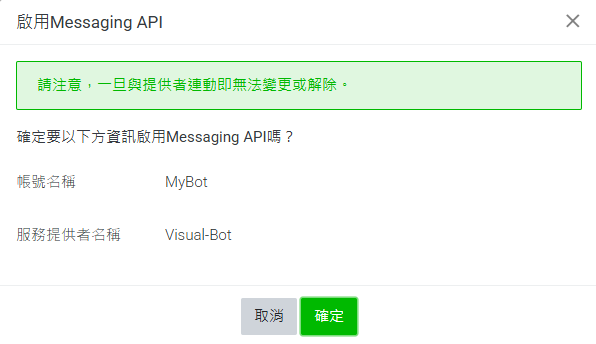 啟用Messaging API
請注意，一旦與提供者連動即無法變更或解除。
確定要以下方資訊啟用Messaging API嗎？
帳號名稱 MyBot
服務提供者名稱 Visual-Bot
取消 確定